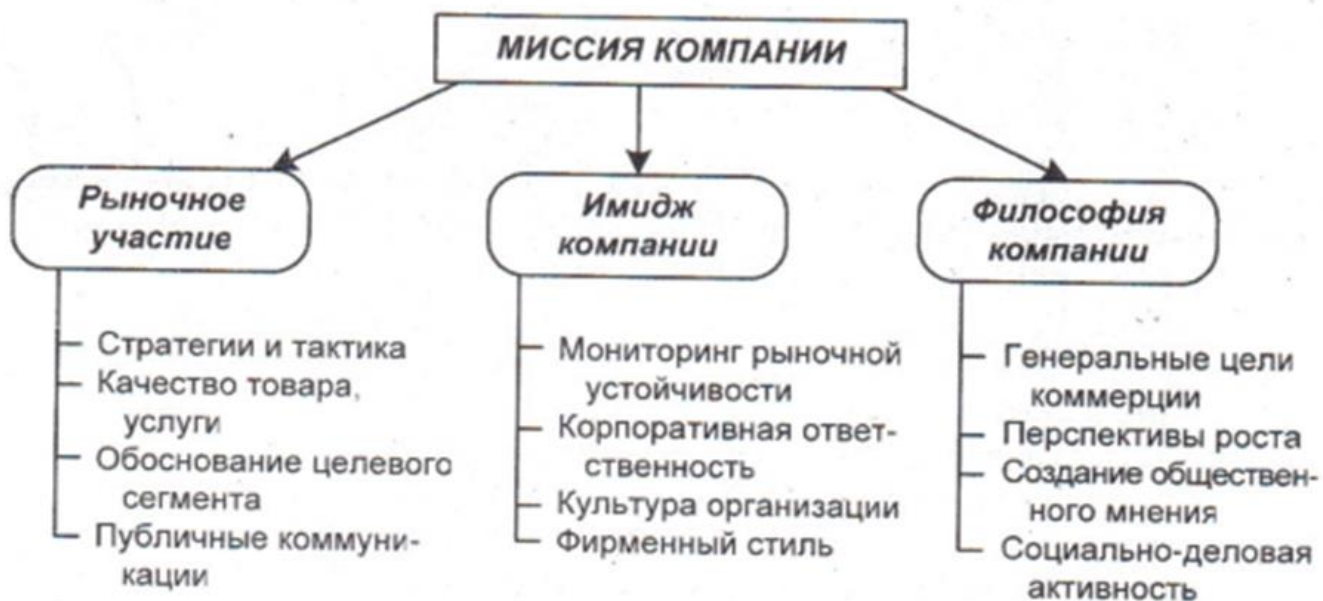 МИССИЯ КОМПАНИИ
Рыночное
участие
Стратегии и тактика
Качество товара,
услуги
Обоснование целевого
сегмента
Публичные коммуни-
кации
Имидж
компании
Мониторинг рыночной
устойчивости
Корпоративная ответ-
ственность
Культура организации
Фирменный стиль
Философия
компании
Генеральные цели
коммерции
Перспективы роста
Создание обществен-
ного мнения
Социально-деловая
активность